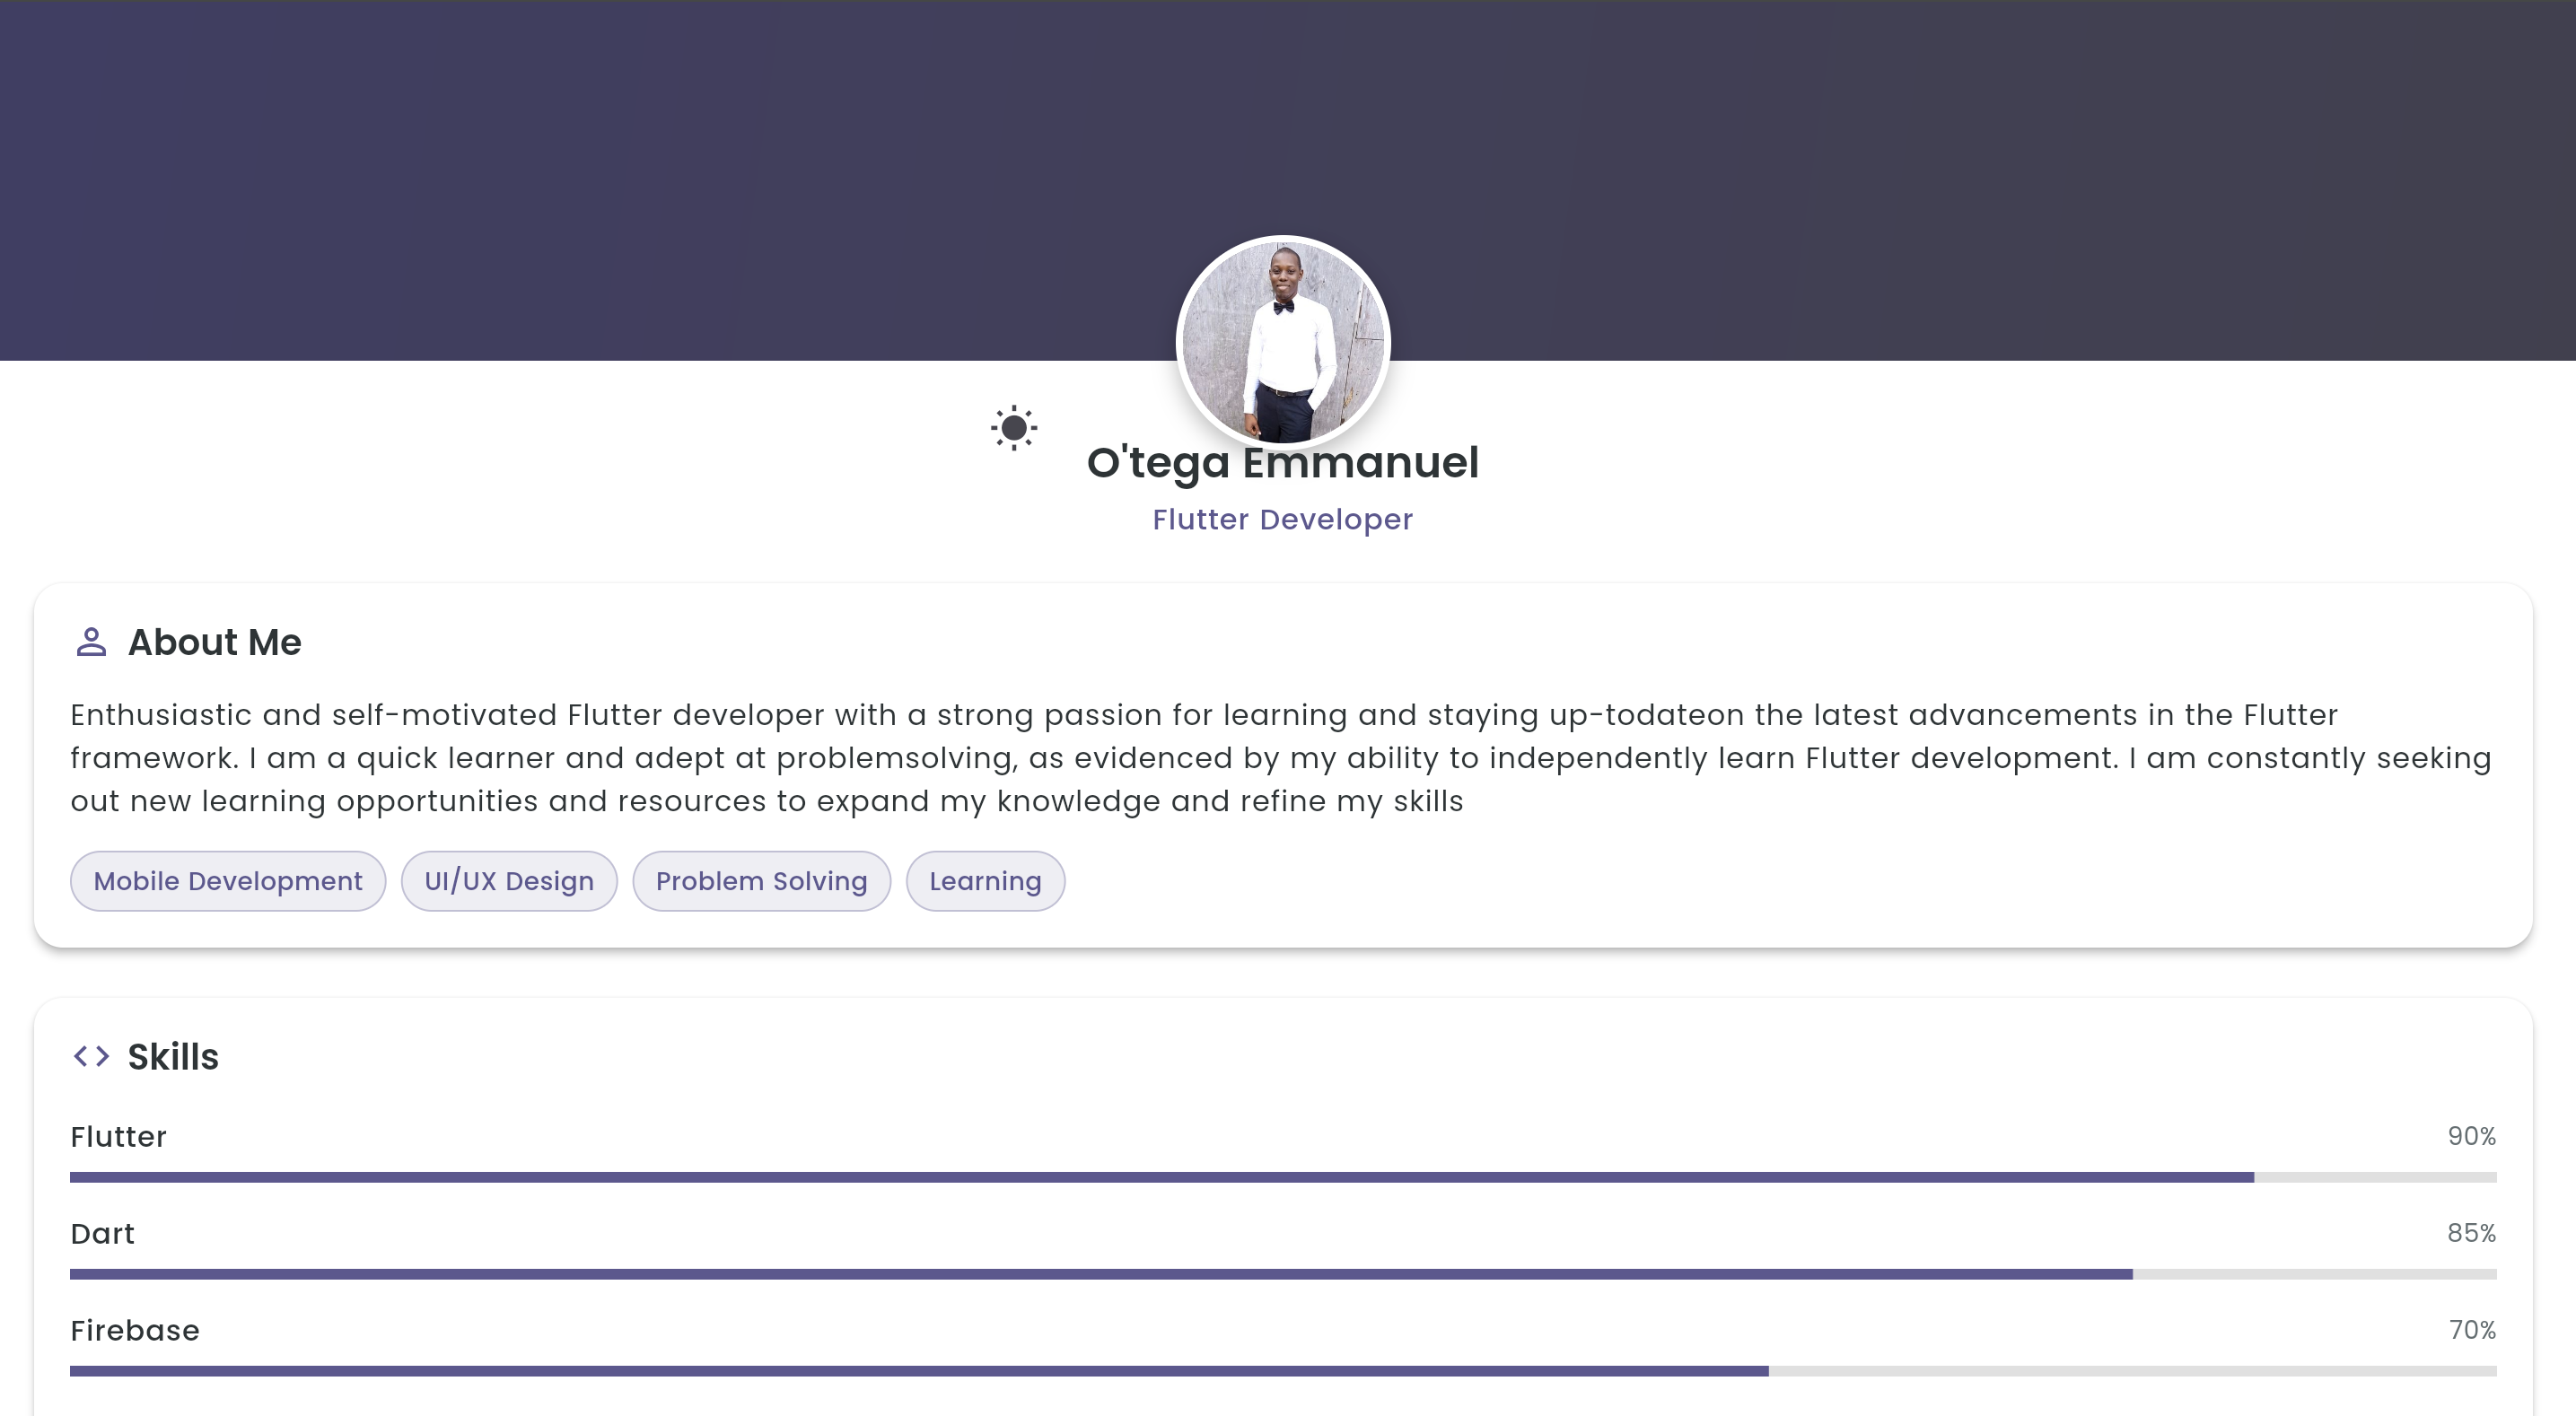 O'tega Emmanuel
Flutter Developer
About Me
Enthusiastic and self-motivated Flutter developer with a strong passion for learning and staying up-todateon the latest advancements in the Flutter
framework. I am a quick learner and adept at problemsolving, as evidenced by my ability to independently learn Flutter development. I am constantly seeking
out new learning opportunities and resources to expand my knowledge and refine my skills
Mobile Development UI/UX Design Problem Solving Learning
Skills
Flutter 90%
Dart 85%
Firebase 70%